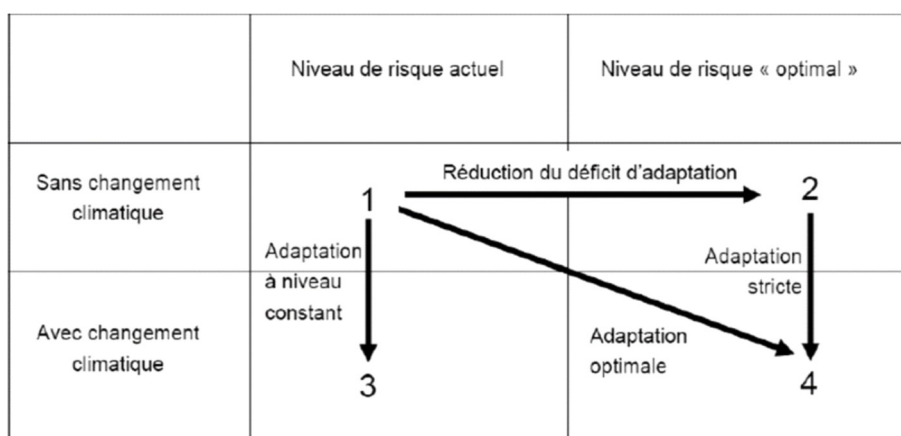 Niveau de risque actuel
Niveau de risque « optimal »
Sans changement
climatique
Réduction du déficit d'adaptation
1
2
Adaptation
à niveau
constant
Adaptation
stricte
Avec changement
climatique
Adaptation
optimale
3
4